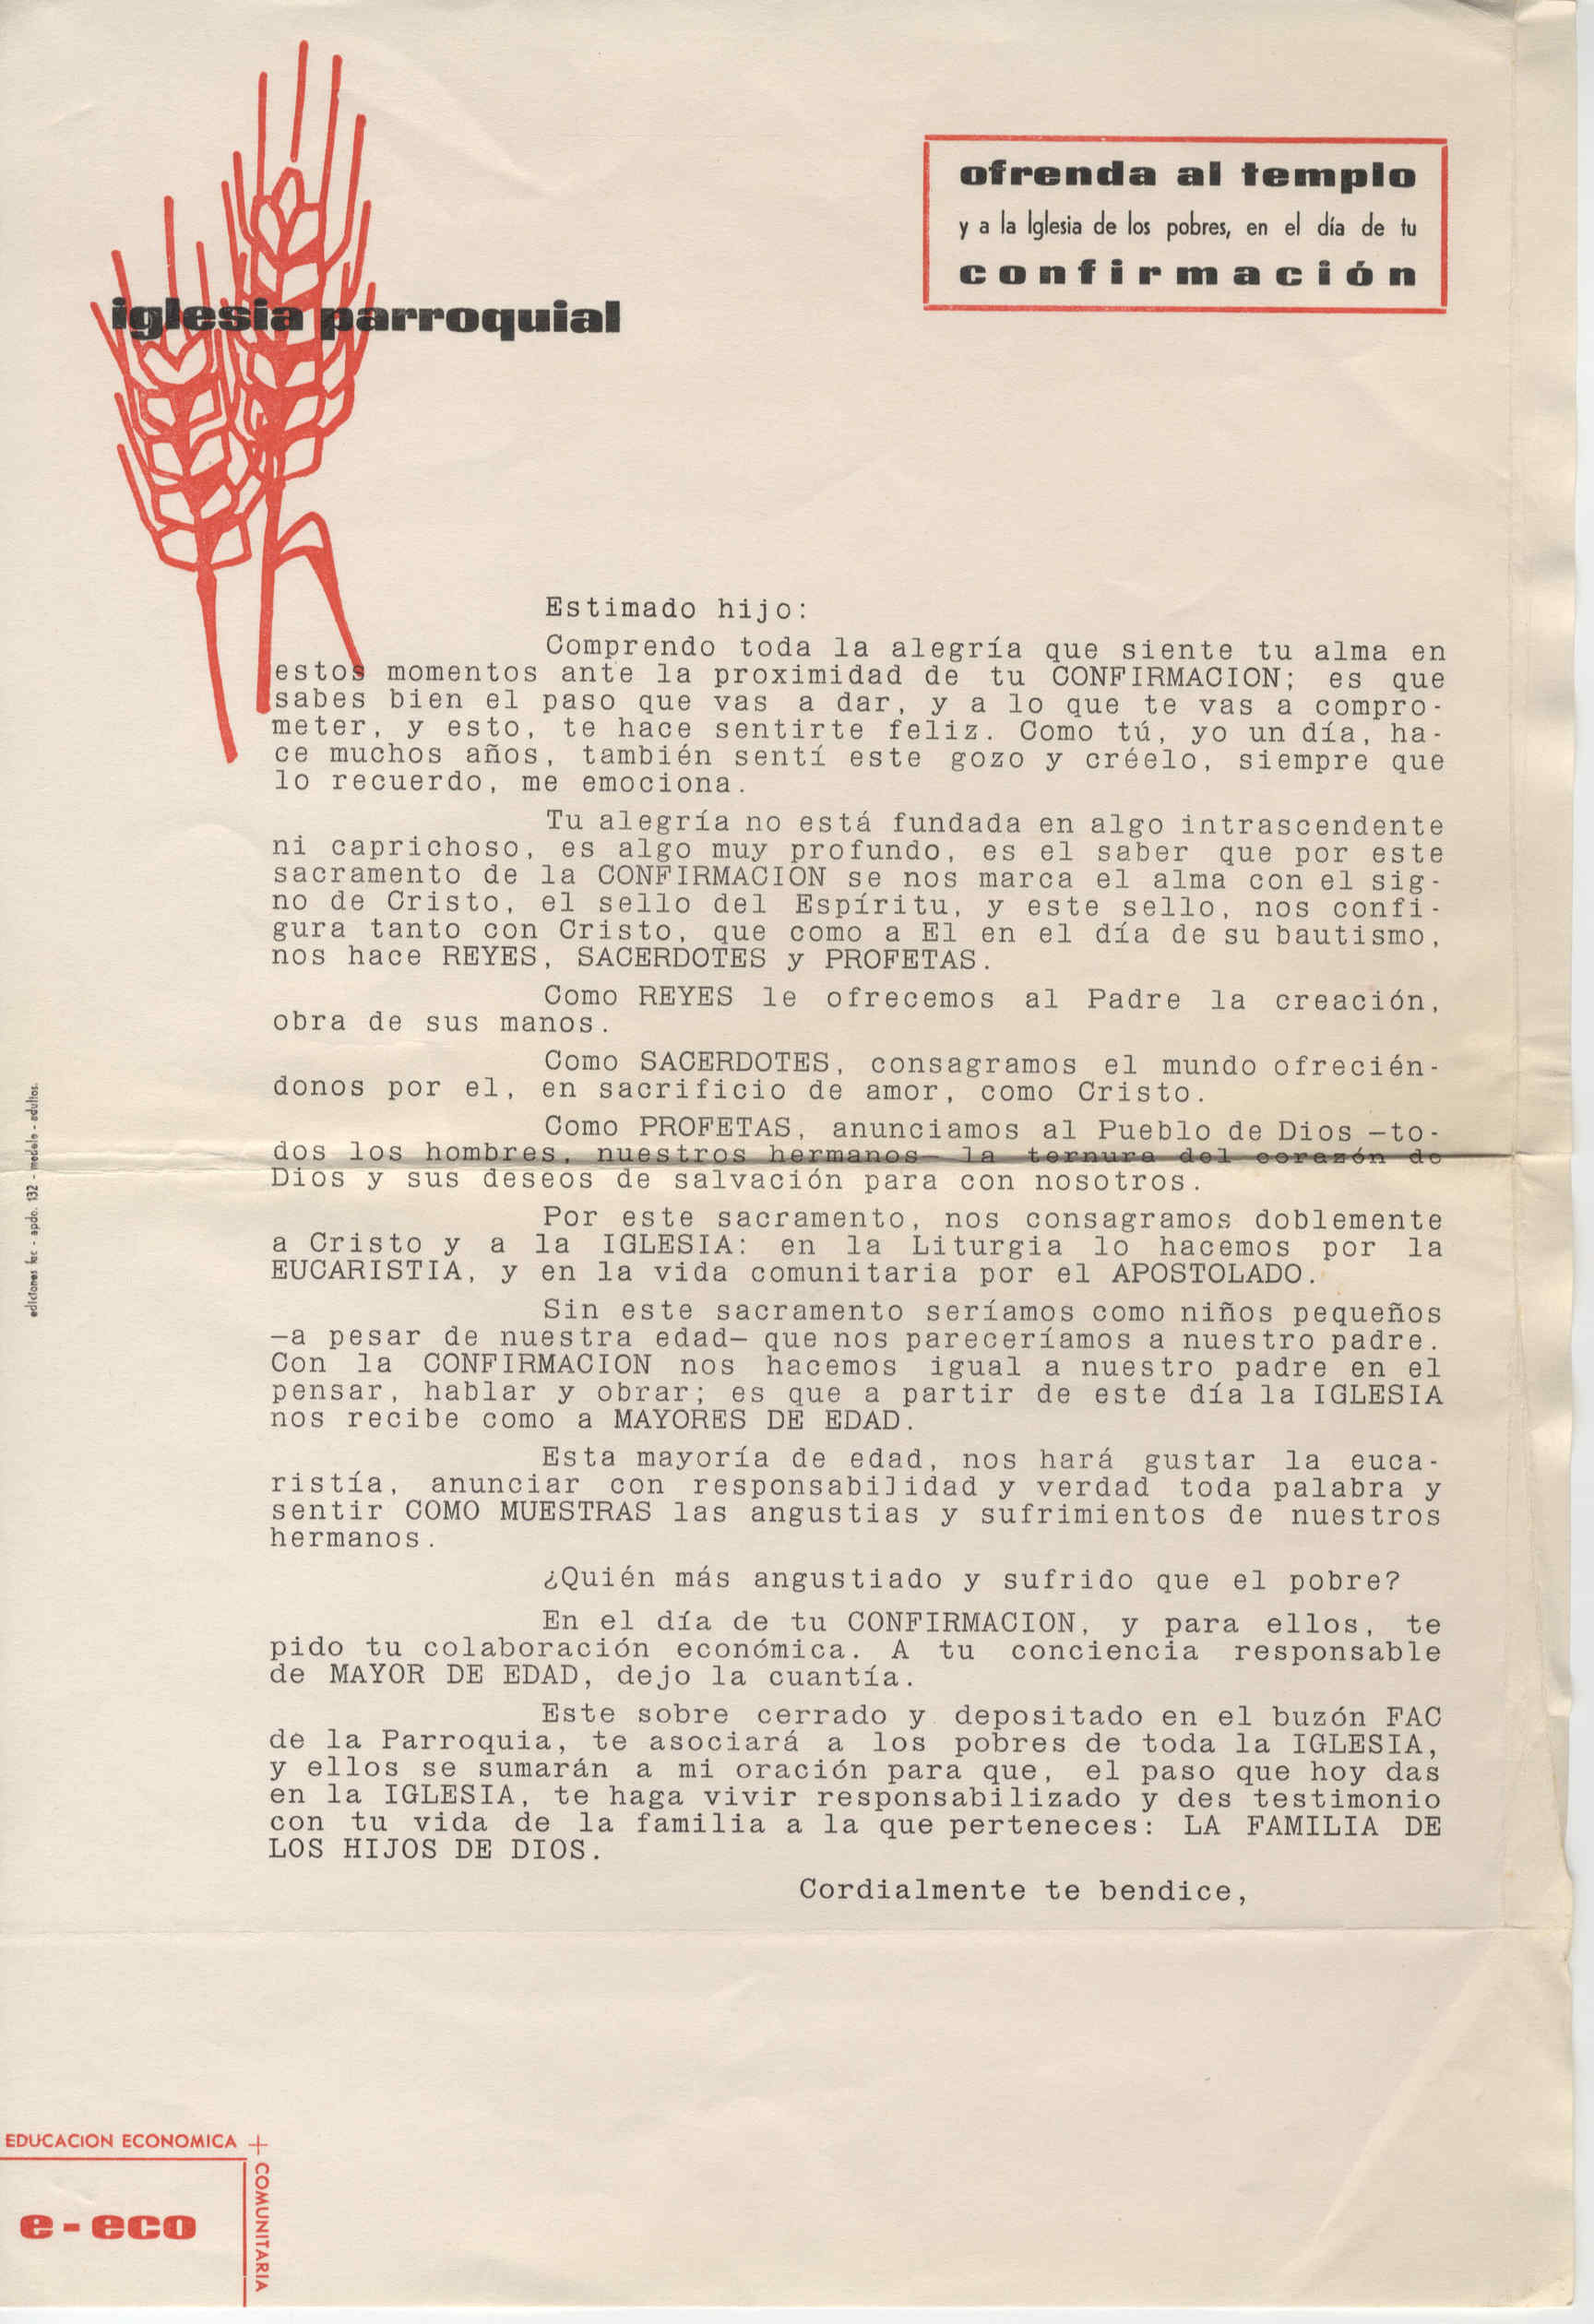 ofrenda al templo
y a la Iglesia de los pobres, en el día de tu
confirmación
iglesia parroquial
Estimado hijo:
Comprendo toda la alegría que siente tu alma en
estos momentos ante la proximidad de tu CONFIRMACION; es que
sabes bien el paso que vas a dar, y a lo que te vas a compro-
meter, y esto, te hace sentirte feliz. Como tú, yo un día, ha-
ce muchos años, también sentí este gozo y créelo, siempre que
lo recuerdo, me emociona.
Tu alegría no está fundada en algo intrascendente
ni caprichoso, es algo muy profundo, es el saber que por este
sacramento de la CONFIRMACION se nos marca el alma con el sig-
no de Cristo, el sello del Espíritu, y este sello, nos confi-
gura tanto con Cristo, que como a El en el día de su bautismo,
nos hace REYES, SACERDOTES y PROFETAS.
Como REYES le ofrecemos al Padre la creación,
obra de sus manos.
Como SACERDOTES, consagramos el mundo ofrecién-
donos por el, en sacrificio de amor, como Cristo.
Como PROFETAS, anunciamos al Pueblo de Dios —to-
dos los hombres, nuestros hermanos— la ternura del corazón de
Dios y sus deseos de salvación para con nosotros.
Por este sacramento, nos consagramos doblemente
a Cristo y a la IGLESIA: en la Liturgia lo hacemos por la
EUCARISTIA, y en la vida comunitaria por el APOSTOLADO.
Sin este sacramento seríamos como niños pequeños
—a pesar de nuestra edad— que nos pareceríamos a nuestro padre.
Con la CONFIRMACION nos hacemos igual a nuestro padre en el
pensar, hablar y obrar; es que a partir de este día la IGLESIA
nos recibe como a MAYORES DE EDAD.
Esta mayoría de edad, nos hará gustar la euca-
ristía, anunciar con responsabilidad y verdad toda palabra y
sentir COMO MUESTRAS las angustias y sufrimientos de nuestros
hermanos.
¿Quién más angustiado y sufrido que el pobre?
En el día de tu CONFIRMACION, y para ellos, te
pido tu colaboración económica. A tu conciencia responsable
de MAYOR DE EDAD, dejo la cuantía.
Este sobre cerrado y depositado en el buzón FAC
de la Parroquia, te asociará a los pobres de toda la IGLESIA,
y ellos se sumarán a mi oración para que, el paso que hoy das
en la IGLESIA, te haga vivir responsabilizado y des testimonio
con tu vida de la familia a la que perteneces: LA FAMILIA DE
LOS HIJOS DE DIOS.
Cordialmente te bendice,
ediciones fac - apdo. 132 - modelo - adultos.
EDUCACION ECONOMICA +
COMUNITARIA
e-eco